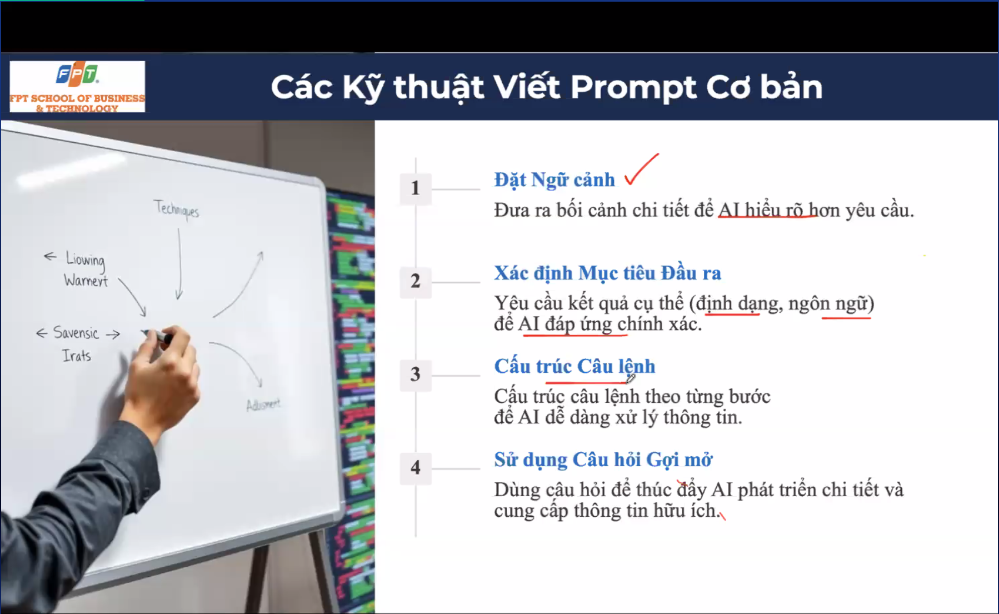 FPT
FPT SCHOOL OF BUSINESS
& TECHNOLOGY
Các Kỹ thuật Viết Prompt Cơ bản
Techniques
← Liowing
Warnert
← Savensic →
Irats
1
Đặt Ngữ cảnh
Đưa ra bối cảnh chi tiết để AI hiểu rõ hơn yêu cầu.
2
Xác định Mục tiêu Đầu ra
Yêu cầu kết quả cụ thể (định dạng, ngôn ngữ)
để AI đáp ứng chính xác.
3
Cấu trúc Câu lệnh
Cấu trúc câu lệnh theo từng bước
để AI dễ dàng xử lý thông tin.
4
Sử dụng Câu hỏi Gợi mở
Dùng câu hỏi để thúc đẩy AI phát triển chi tiết và
cung cấp thông tin hữu ích.